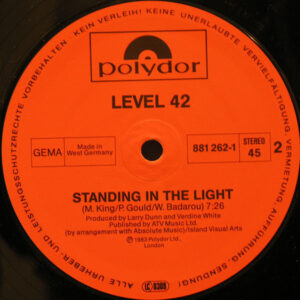 KEIN VERLEIH! KEINE UNERLAUBTE VERVIELFÄLTIGUNG, VERMIETUNG, AUFFÜHRUNG, SENDUNG!
ALLE URHEBER- UND LEISTUNGSSCHUTZRECHTE VORBEHALTEN
polydor
LEVEL 42
GEMA
Made in
West Germany
881 262-1
STEREO
45
2
STANDING IN THE LIGHT
(M. King/P. Gould/W. Badarou) 7:26
Produced by Larry Dunn and Verdine White
Published by ATV Music Ltd.
(by arrangement with Absolute Music)/Island Visual Arts
Ⓟ 1983 Polydor Ltd.
London
LC 0309